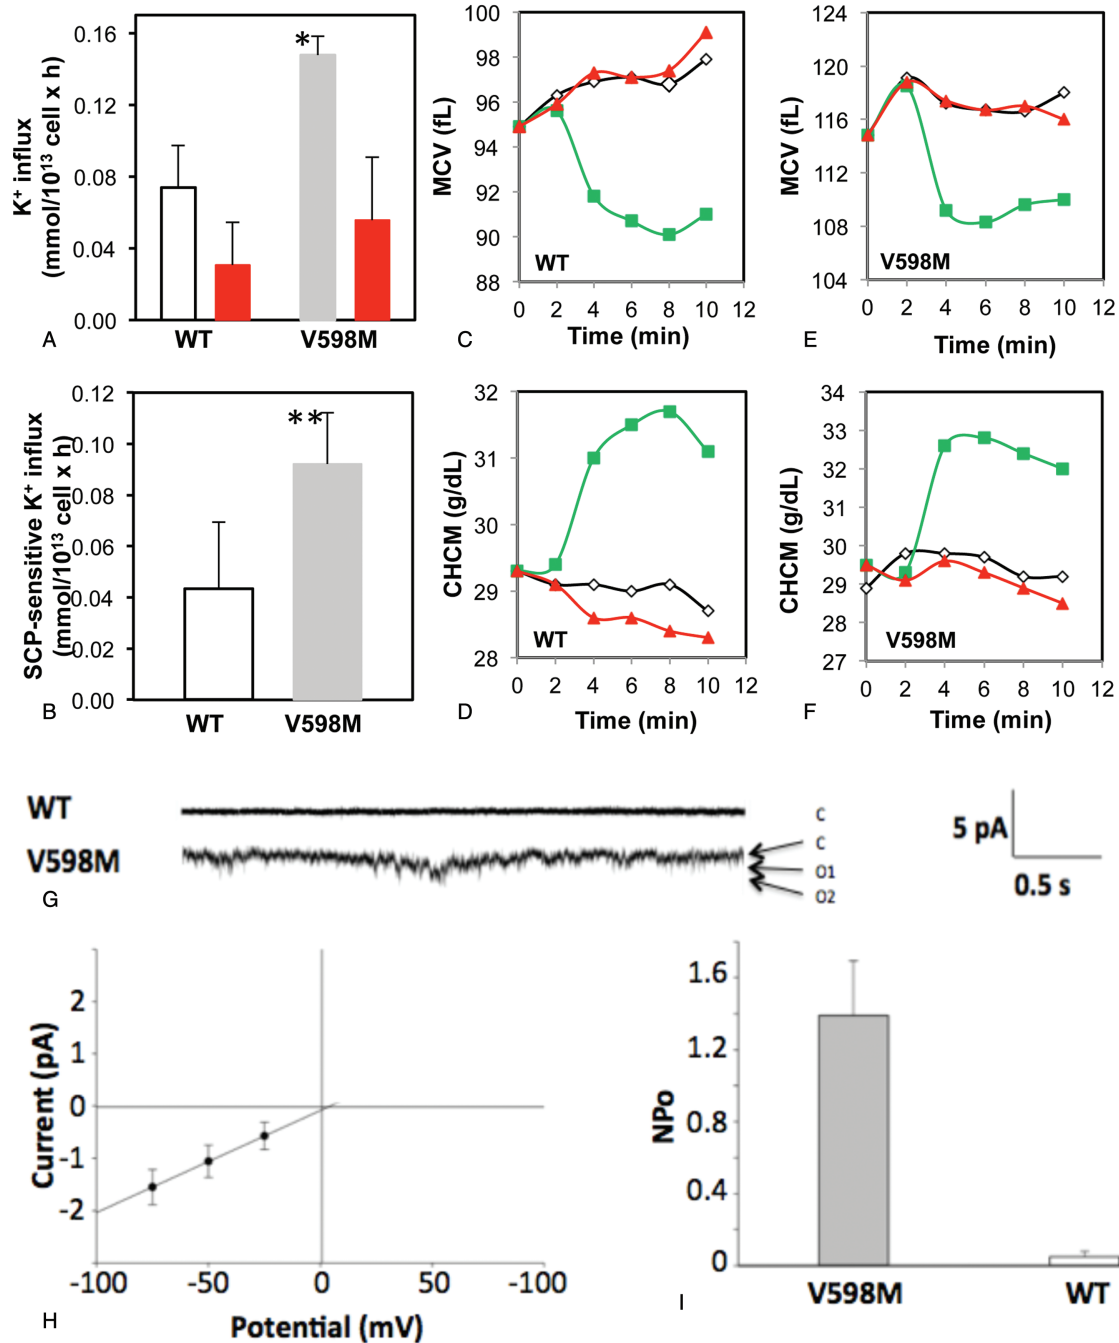 K+ influx
(mmol/10^13 cell x h)
0.16
0.12
0.08
0.04
0.00
*
WT
V598M
A
MCV (fL)
100
98
96
94
92
90
88
WT
0 2 4 6 8 10 12
Time (min)
C
MCV (fL)
124
120
116
112
108
104
V598M
0 2 4 6 8 10 12
Time (min)
E
SCP-sensitive K+ influx
(mmol/10^13 cell x h)
0.12
0.10
0.08
0.06
0.04
0.02
0.00
**
WT
V598M
B
CHCM (g/dL)
32
31
30
29
28
WT
0 2 4 6 8 10 12
Time (min)
D
CHCM (g/dL)
34
33
32
31
30
29
28
27
V598M
0 2 4 6 8 10 12
Time (min)
F
WT
V598M
C
C
O1
O2
5 pA
0.5 s
G
Current (pA)
2
1
0
-1
-2
-100 -50 0 50 -100
Potential (mV)
H
NPo
1.6
1.2
0.8
0.4
0
V598M
WT
I